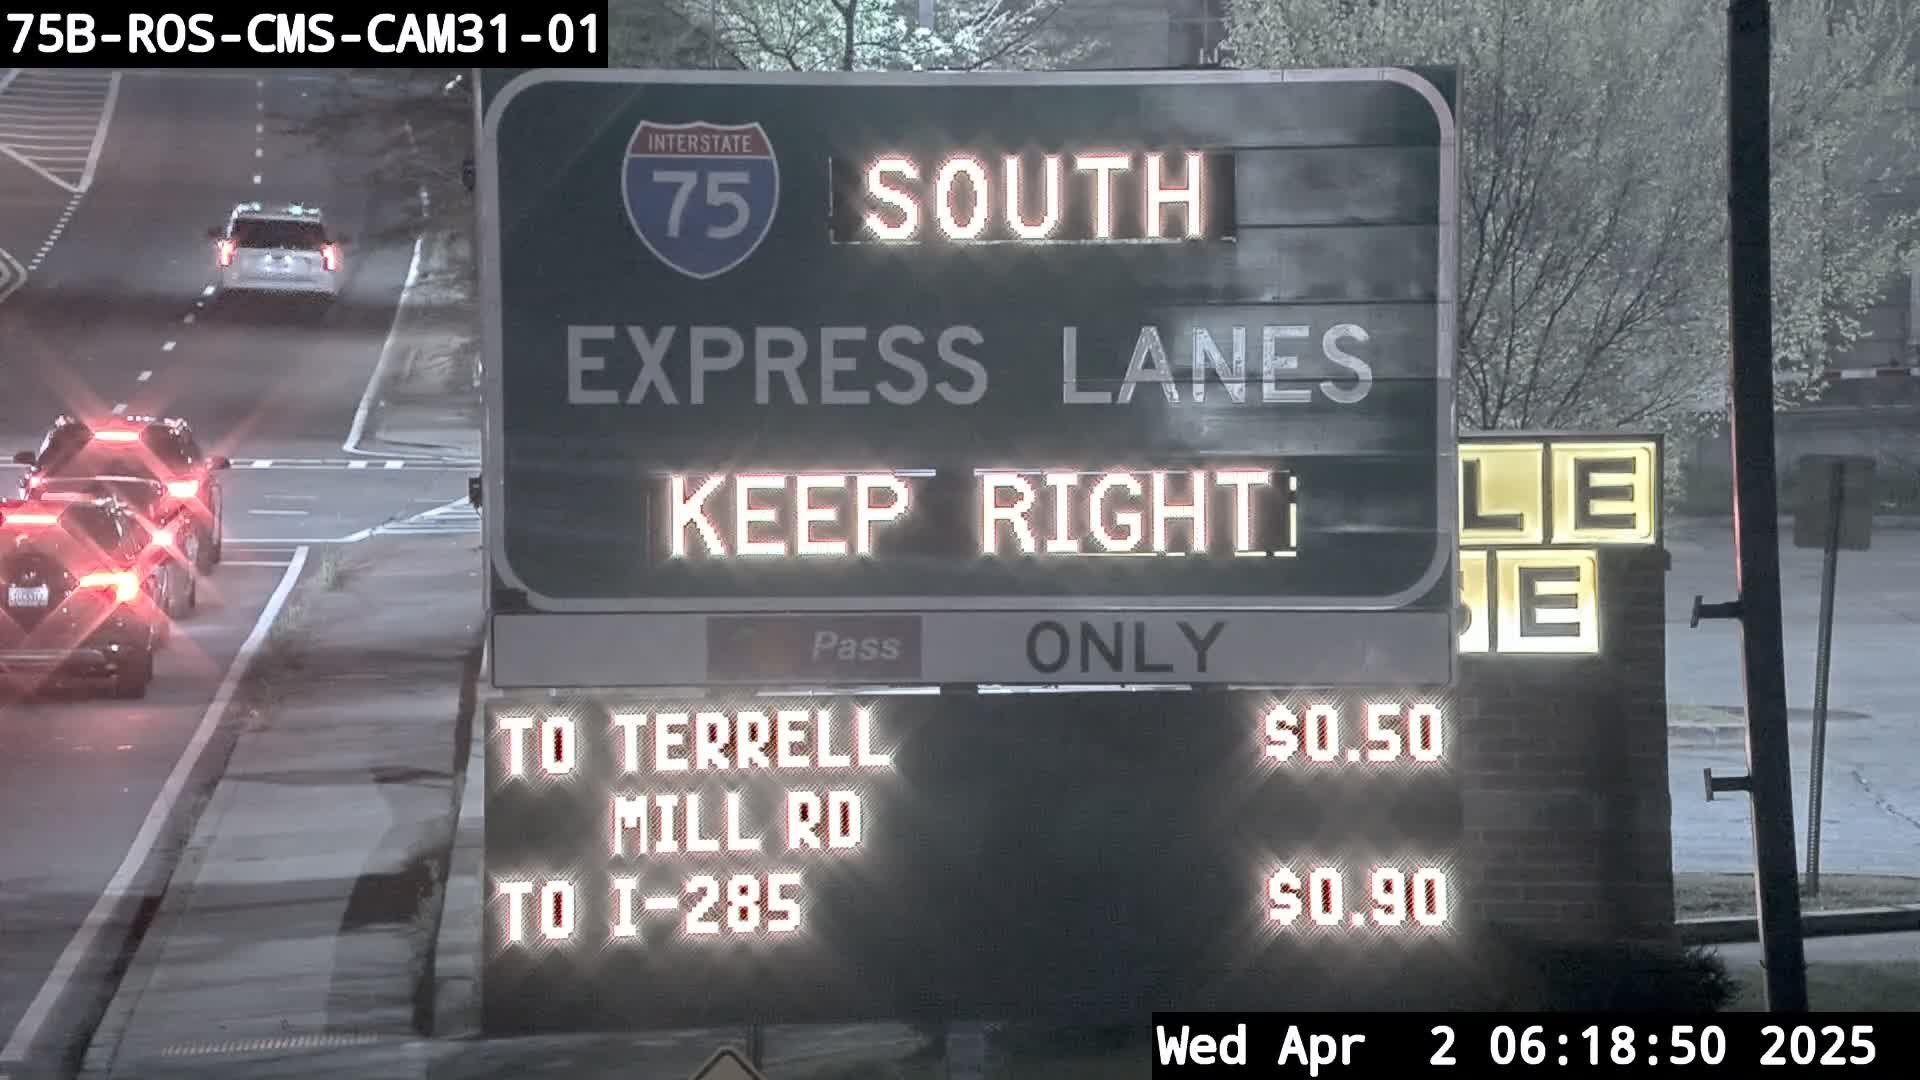 75B-ROS-CMS-CAM31-01
INTERSTATE
75
SOUTH
EXPRESS LANES
KEEP RIGHT
Pass ONLY
TO TERRELL $0.50
MILL RD
TO I-285 $0.90
LE
E
Wed Apr 2 06:18:50 2025